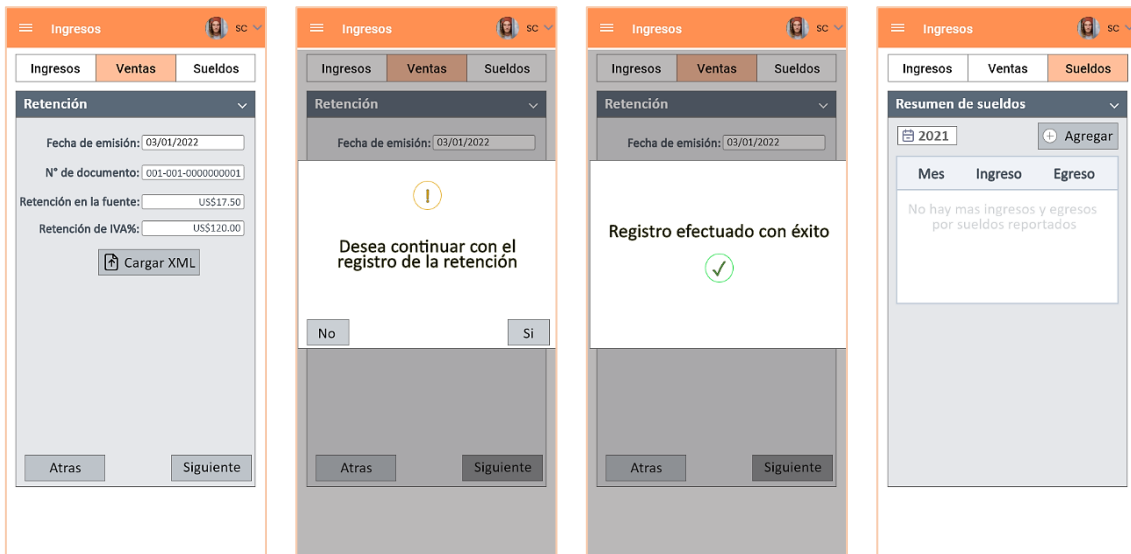 Ingresos
SC
Ingresos
Ventas
Sueldos
Retención
Fecha de emisión: 03/01/2022
N° de documento: 001-001-0000000001
Retención en la fuente: US$17.50
Retención de IVA%: US$120.00
Cargar XML
Atras
Siguiente
Ingresos
SC
Ingresos
Ventas
Sueldos
Retención
Fecha de emisión: 03/01/2022
Desea continuar con el
registro de la retención
No
Si
Atras
Siguiente
Ingresos
SC
Ingresos
Ventas
Sueldos
Retención
Fecha de emisión: 03/01/2022
Registro efectuado con éxito
Atras
Siguiente
Ingresos
SC
Ingresos
Ventas
Sueldos
Resumen de sueldos
2021
Agregar
Mes Ingreso Egreso
No hay mas ingresos y egresos
por sueldos reportados